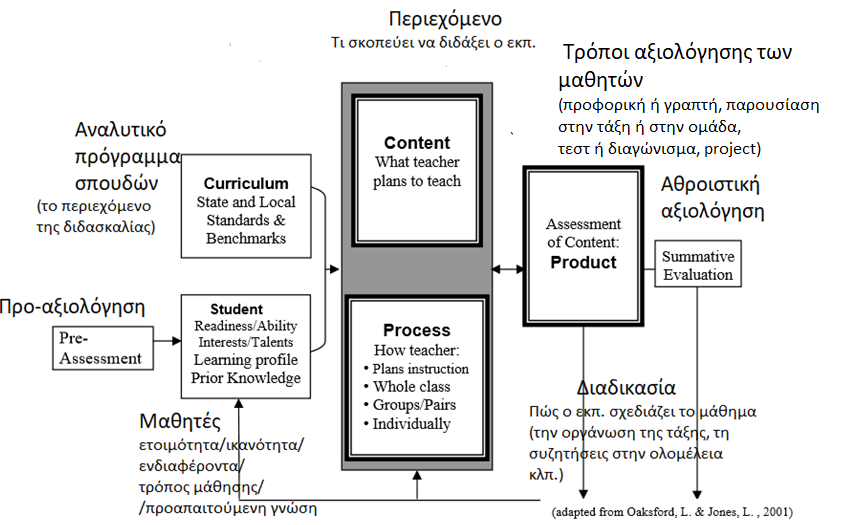 Περιεχόμενο
Τι σκοπεύει να διδάξει ο εκπ.
Τρόποι αξιολόγησης των
μαθητών
(προφορική ή γραπτή, παρουσίαση
στην τάξη ή στην ομάδα,
τεστ ή διαγώνισμα, project)
Αναλυτικό
πρόγραμμα
σπουδών
(το περιεχόμενο
της διδασκαλίας)
Curriculum
State and Local
Standards &
Benchmarks
Content
What teacher
plans to teach
Assessment
of Content:
Product
Αθροιστική
αξιολόγηση
Summative
Evaluation
Προ-αξιολόγηση
Pre-
Assessment
Student
Readiness/Ability
Interests/Talents
Learning profile
Prior Knowledge
Process
How teacher:
• Plans instruction
• Whole class
• Groups/Pairs
• Individually
Διαδικασία
Πώς ο εκπ. σχεδιάζει το μάθημα
(την οργάνωση της τάξης, τη
συζητήσεις στην ολομέλεια
κλπ.)
Μαθητές
ετοιμότητα/ικανότητα/
ενδιαφέροντα/
τρόπος μάθησης/
/προαπαιτούμενη γνώση
(adapted from Oaksford, L. & Jones, L. , 2001)